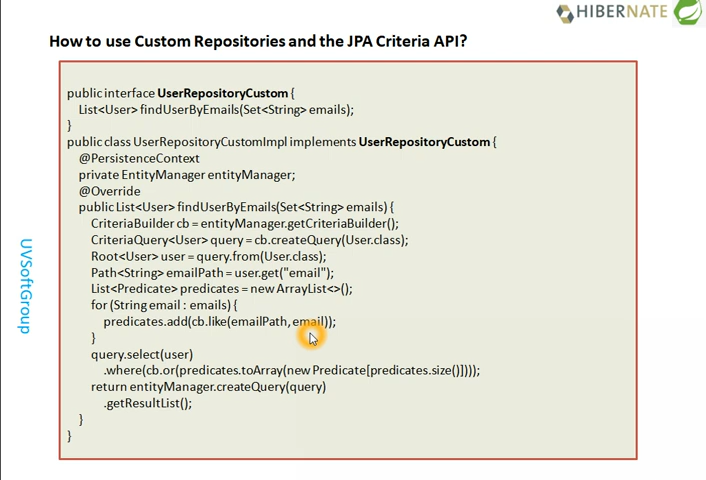 HIBERNATE
How to use Custom Repositories and the JPA Criteria API?
public interface UserRepositoryCustom {
List<User> findUserByEmails(Set<String> emails);
}
public class UserRepositoryCustomImpl implements UserRepositoryCustom {
@PersistenceContext
private EntityManager entityManager;
@Override
public List<User> findUserByEmails(Set<String> emails) {
CriteriaBuilder cb = entityManager.getCriteriaBuilder();
CriteriaQuery<User> query = cb.createQuery(User.class);
Root<User> user = query.from(User.class);
Path<String> emailPath = user.get("email");
List<Predicate> predicates = new ArrayList<>();
for (String email : emails) {
predicates.add(cb.like(emailPath, email));
}
query.select(user)
.where(cb.or(predicates.toArray(new Predicate[predicates.size()])));
return entityManager.createQuery(query)
.getResultList();
}
}
UVSoftGroup